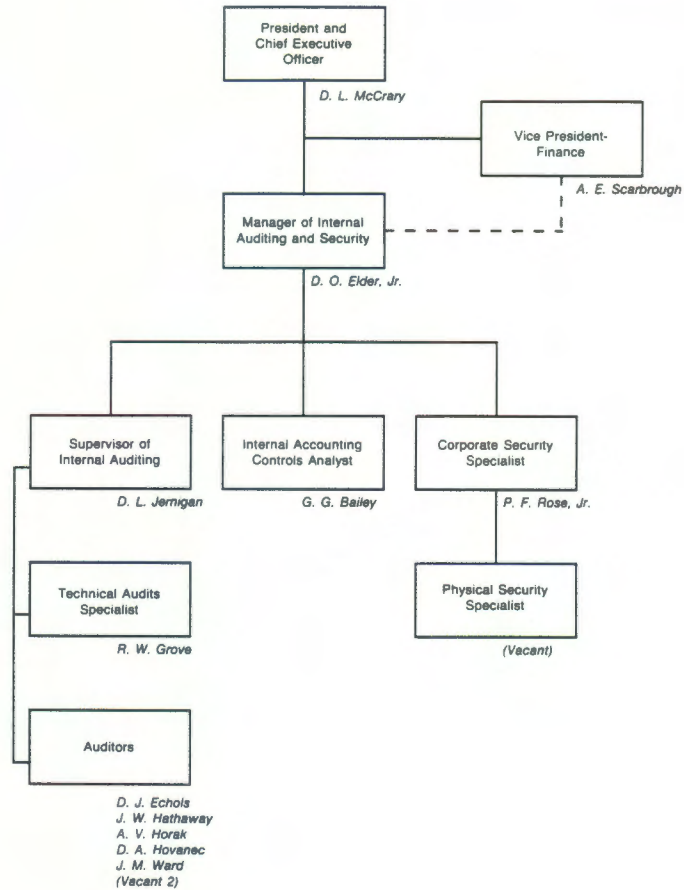 President and
Chief Executive
Officer
D. L. McCrary
Vice President-
Finance
A. E. Scarbrough
Manager of Internal
Auditing and Security
D. O. Elder, Jr.
Supervisor of
Internal Auditing
D. L. Jernigan
Internal Accounting
Controls Analyst
G. G. Bailey
Corporate Security
Specialist
P. F. Rose, Jr.
Technical Audits
Specialist
R. W. Grove
Physical Security
Specialist
(Vacant)
Auditors
D. J. Echols
J. W. Hathaway
A. V. Horak
D. A. Hovanec
J. M. Ward
(Vacant 2)